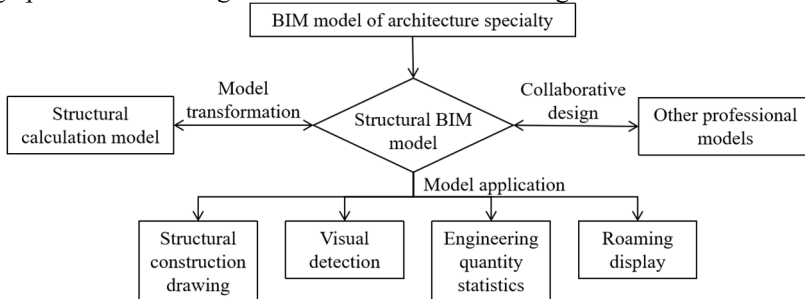 BIM model of architecture specialty
Model
transformation
Collaborative
design
Structural
calculation model
Structural BIM
model
Other professional
models
Model application
Structural
construction
drawing
Visual
detection
Engineering
quantity
statistics
Roaming
display